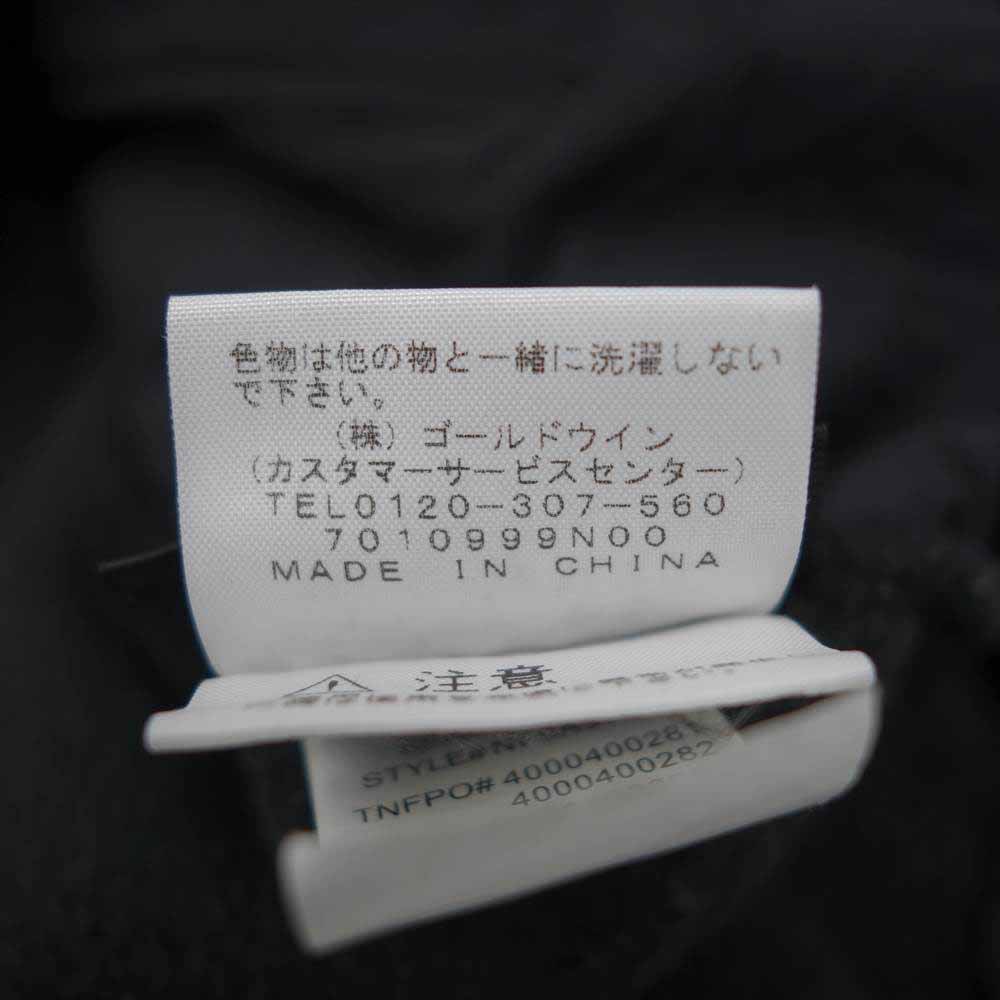 色物は他の物と一緒に洗濯しない
で下さい。
(株)ゴールドウイン
(カスタマーサービスセンター)
TEL0120-307-560
7010999N00
MADE IN CHINA
注意
STYLE#
TNFPO# 4000400281
4000400282